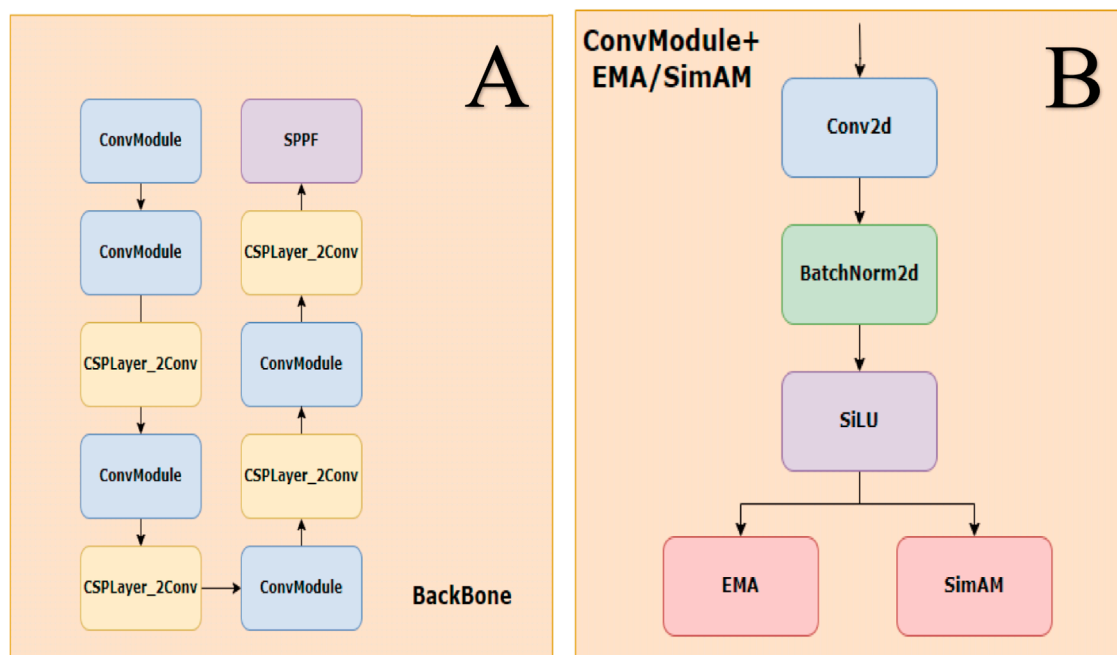 A
ConvModule
ConvModule
CSPLayer_2Conv
ConvModule
CSPLayer_2Conv
ConvModule
CSPLayer_2Conv
ConvModule
CSPLayer_2Conv
SPPF
BackBone
ConvModule+
EMA/SimAM
B
Conv2d
BatchNorm2d
SiLU
EMA
SimAM